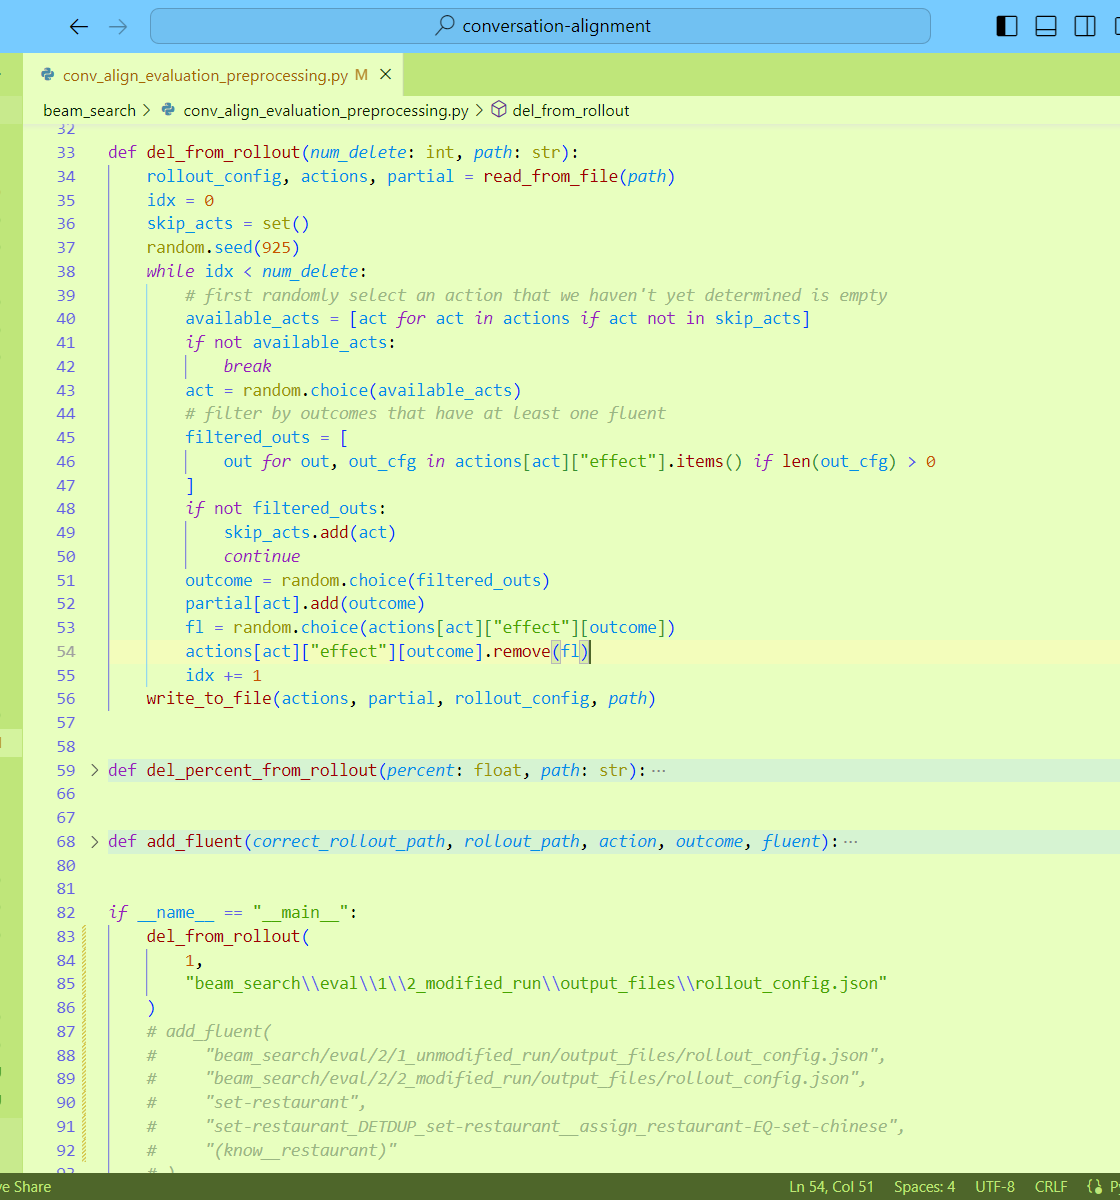 conversation-alignment
conv_align_evaluation_preprocessing.py M
beam_search > conv_align_evaluation_preprocessing.py > del_from_rollout
32
33 def del_from_rollout(num_delete: int, path: str):
34     rollout_config, actions, partial = read_from_file(path)
35     idx = 0
36     skip_acts = set()
37     random.seed(925)
38     while idx < num_delete:
39         # first randomly select an action that we haven't yet determined is empty
40         available_acts = [act for act in actions if act not in skip_acts]
41         if not available_acts:
42             break
43         act = random.choice(available_acts)
44         # filter by outcomes that have at least one fluent
45         filtered_outs = [
46             out for out, out_cfg in actions[act]["effect"].items() if len(out_cfg) > 0
47         ]
48         if not filtered_outs:
49             skip_acts.add(act)
50             continue
51         outcome = random.choice(filtered_outs)
52         partial[act].add(outcome)
53         fl = random.choice(actions[act]["effect"][outcome])
54         actions[act]["effect"][outcome].remove(fl)
55         idx += 1
56     write_to_file(actions, partial, rollout_config, path)
57
58
59 > def del_percent_from_rollout(percent: float, path: str): ···
66
67
68 > def add_fluent(correct_rollout_path, rollout_path, action, outcome, fluent): ···
80
81
82 if __name__ == "__main__":
83     del_from_rollout(
84         1,
85         "beam_search\\eval\\1\\2_modified_run\\output_files\\rollout_config.json"
86     )
87     # add_fluent(
88     #     "beam_search/eval/2/1_unmodified_run/output_files/rollout_config.json",
89     #     "beam_search/eval/2/2_modified_run/output_files/rollout_config.json",
90     #     "set-restaurant",
91     #     "set-restaurant_DETDUP_set-restaurant__assign_restaurant-EQ-set-chinese",
92     #     "(know__restaurant)"
93     # )
Share Ln 54, Col 51 Spaces: 4 UTF-8 CRLF {}